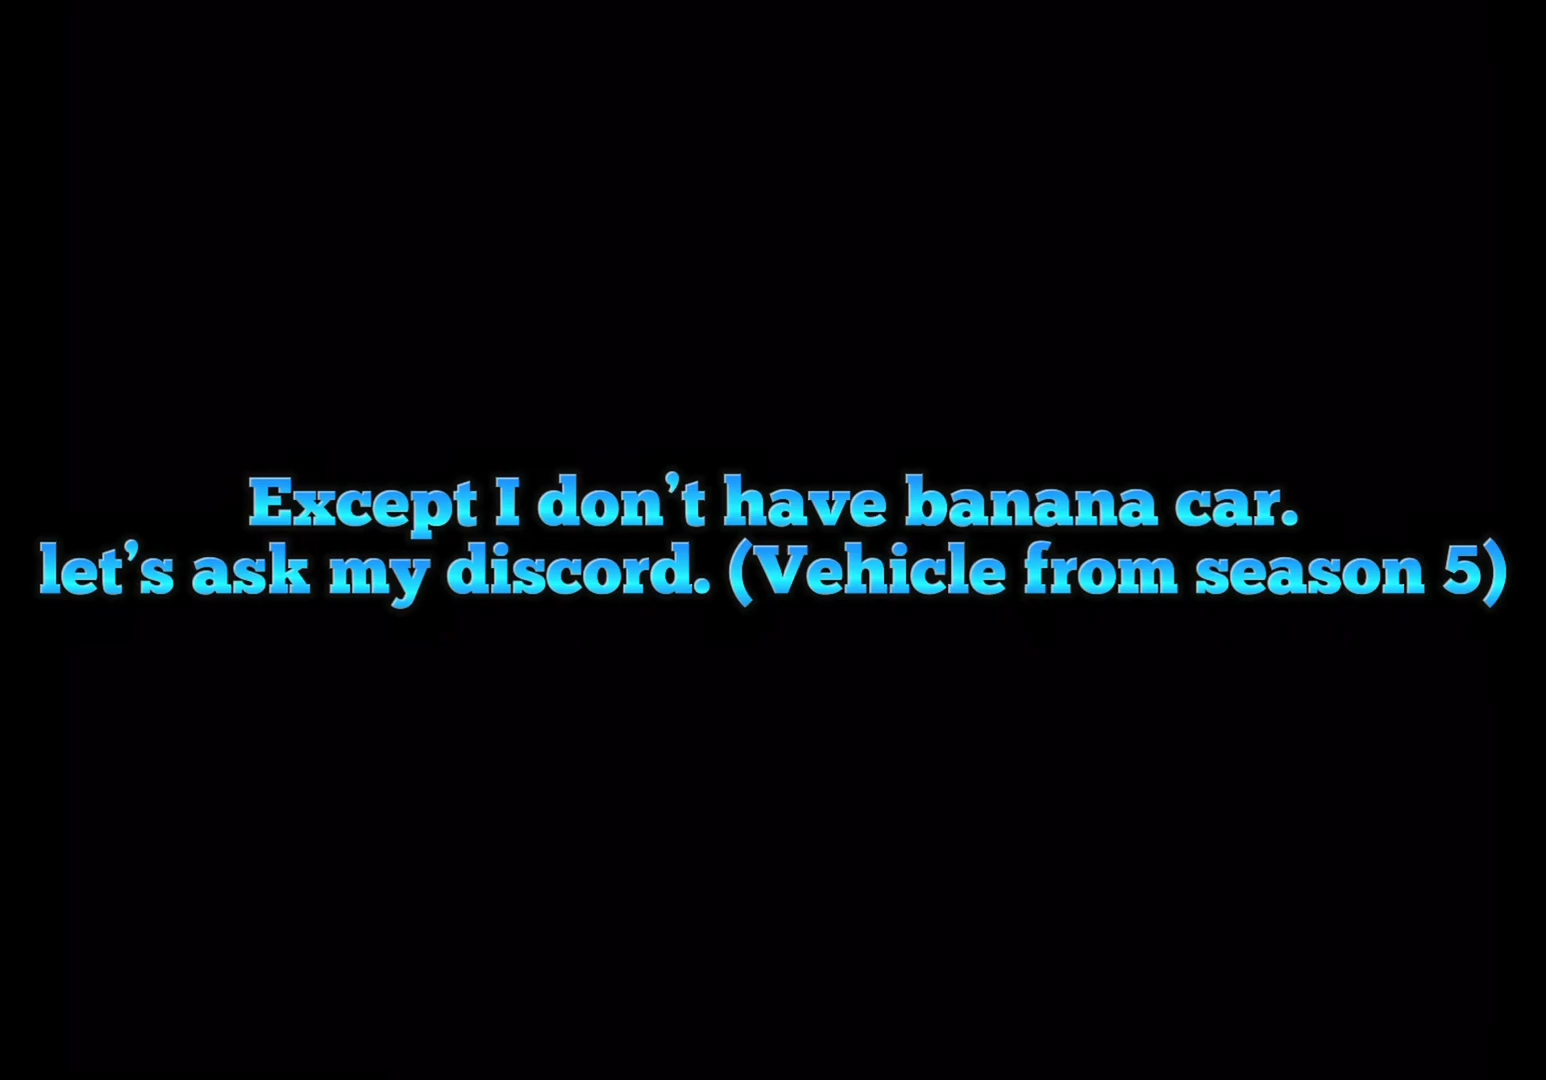 Except I don’t have banana car.
let’s ask my discord. (Vehicle from season 5)